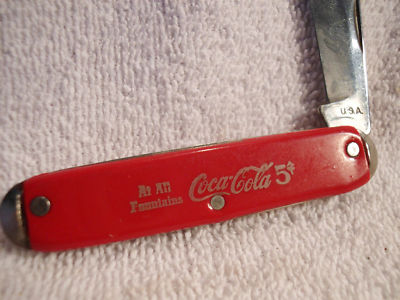 U.S.A.
At All
Fountains
Coca-Cola 5¢